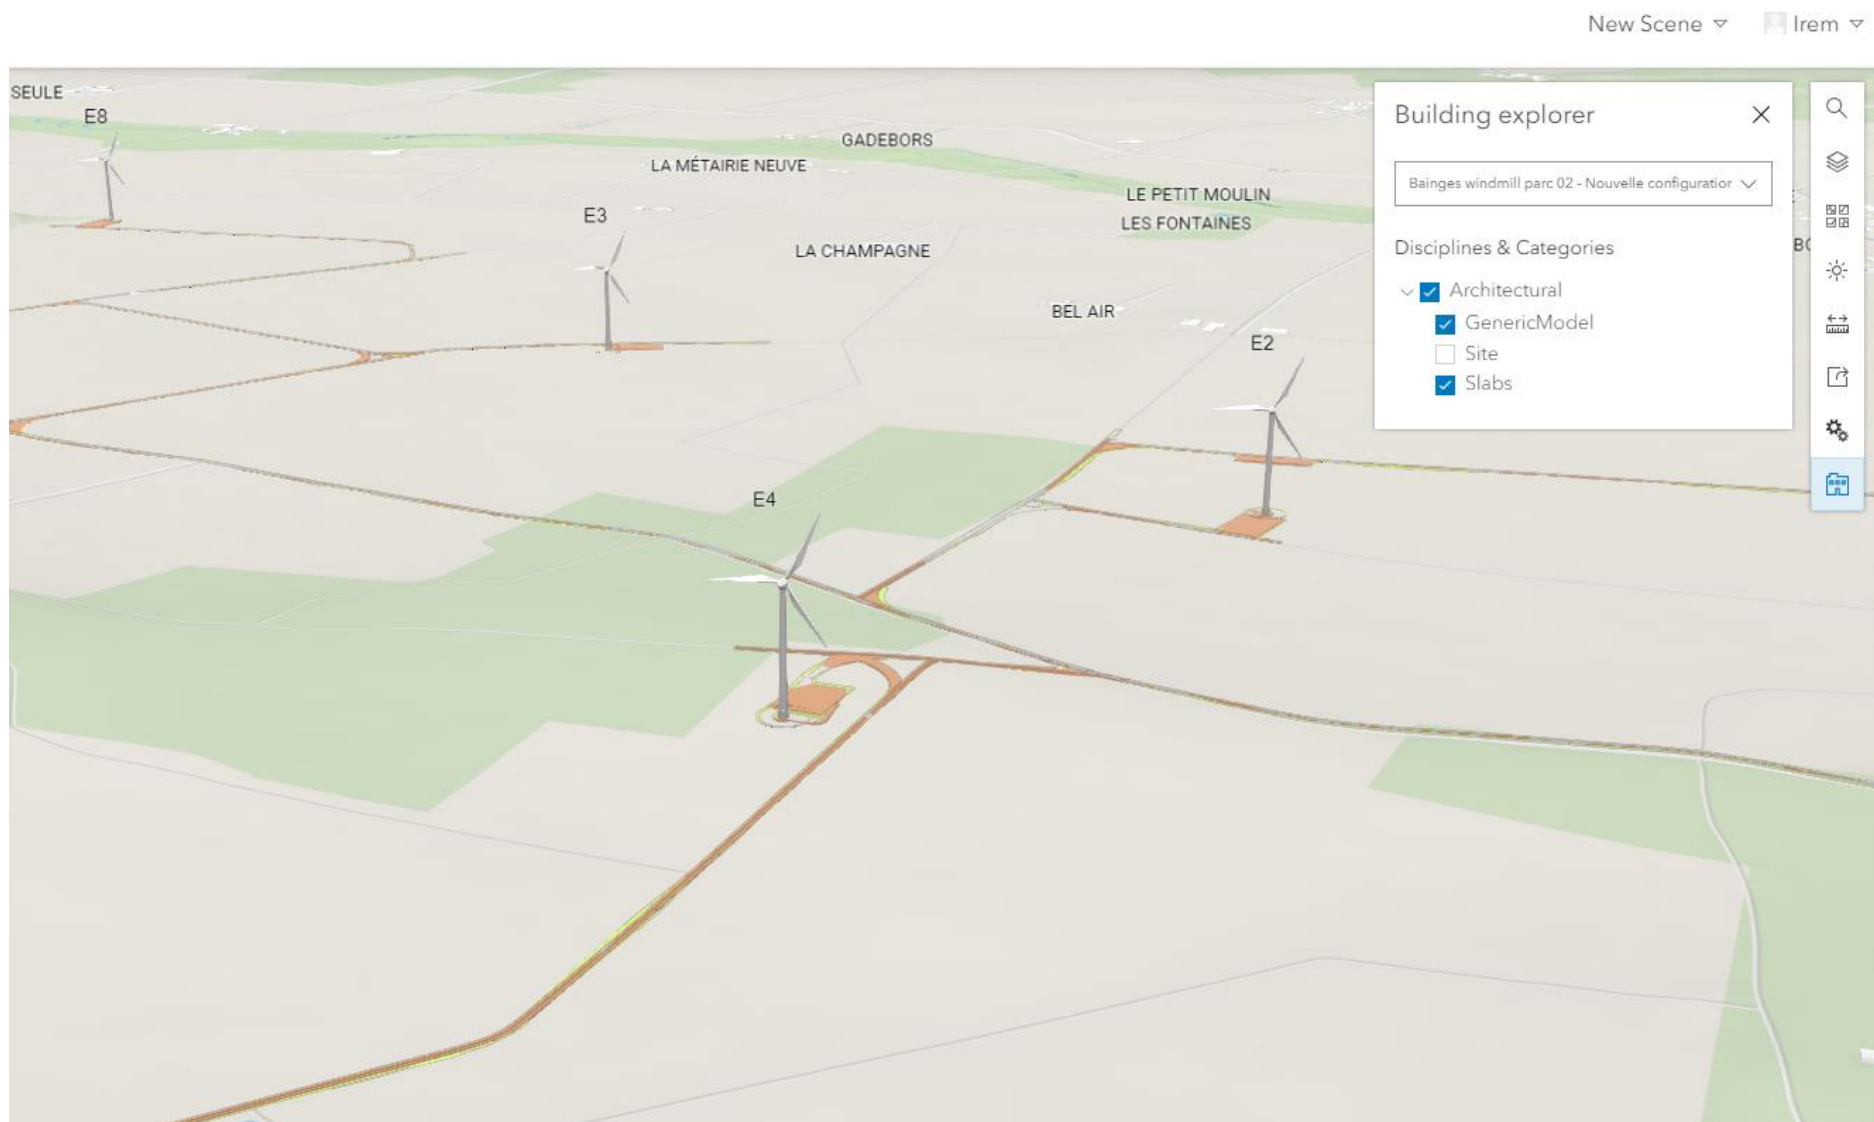 New Scene
Irem
SEULE
E8
GADEBORS
LA MÉTAIRIE NEUVE
LE PETIT MOULIN
E3
LES FONTAINES
LA CHAMPAGNE
BEL AIR
E2
E4
Building explorer
Bainges windmill parc 02 - Nouvelle configuration
Disciplines & Categories
Architectural
GenericModel
Site
Slabs